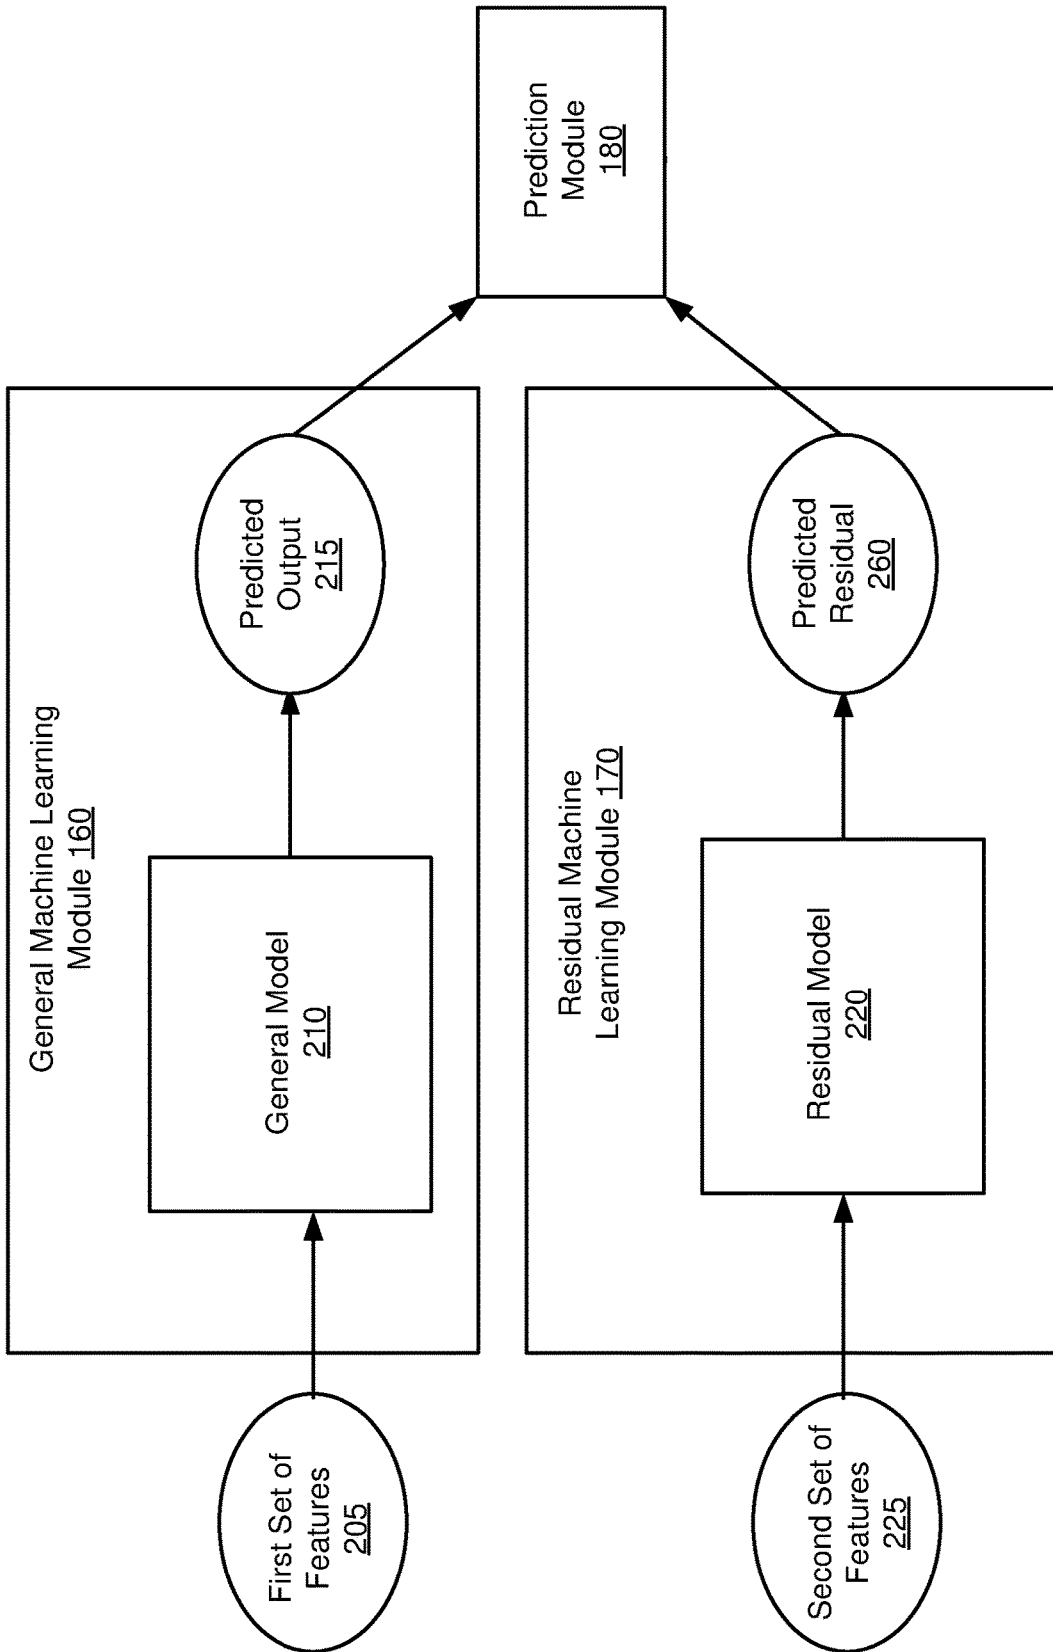 General Machine Learning
Module 160
First Set of
Features
205
General Model
210
Predicted
Output
215
Residual Machine
Learning Module 170
Second Set of
Features
225
Residual Model
220
Predicted
Residual
260
Prediction
Module
180